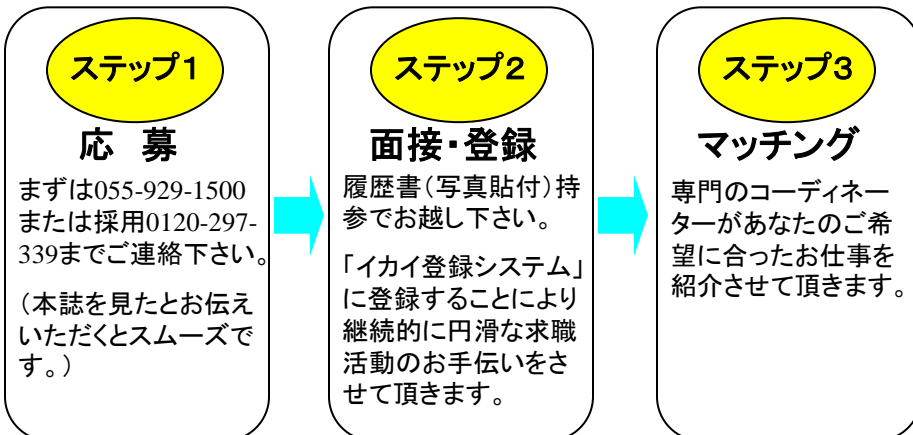 ステップ1
応　募
まずは055-929-1500
または採用0120-297-
339までご連絡下さい。
(本誌を見たとお伝え
いただくとスムーズで
す。)
ステップ2
面接・登録
履歴書(写真貼付)持
参でお越し下さい。
「イカイ登録システム」
に登録することにより
継続的に円滑な求職
活動のお手伝いをさ
せて頂きます。
ステップ3
マッチング
専門のコーディネー
ターがあなたのご希
望に合ったお仕事を
紹介させて頂きます。